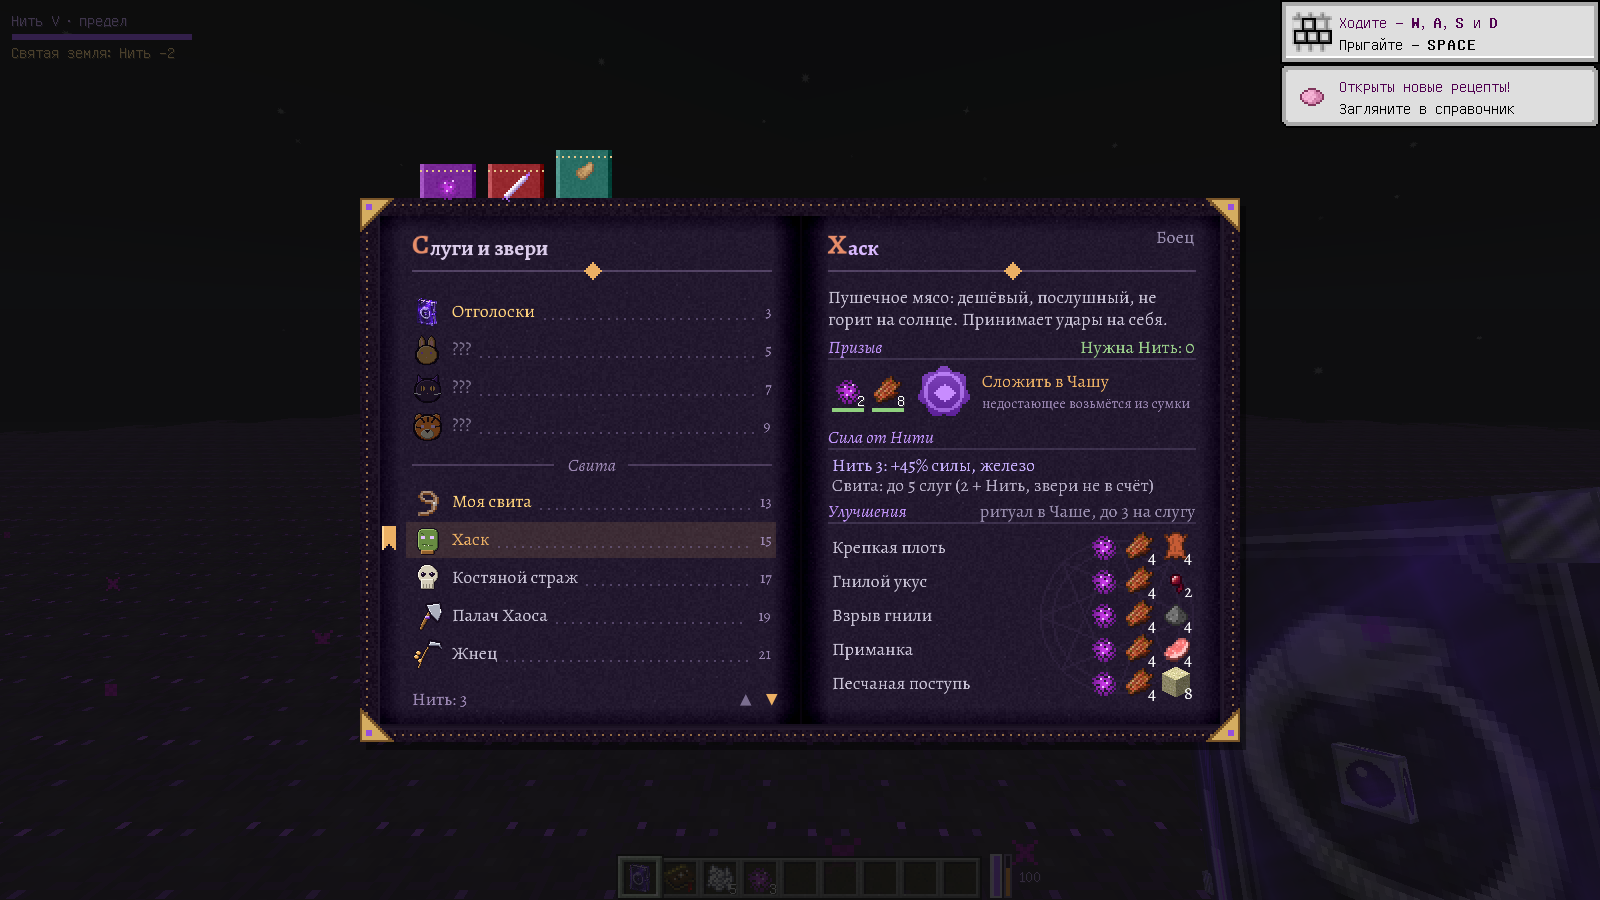 Нить V · предел
Святая земля: Нить -2
Ходите – W, A, S и D
Прыгайте – SPACE
Открыты новые рецепты!
Загляните в справочник
Слуги и звери
Отголоски 3
??? 5
??? 7
??? 9
Свита
Моя свита 13
Хаск 15
Костяной страж 17
Палач Хаоса 19
Жнец 21
Нить: 3
Хаск
Боец
Пушечное мясо: дешёвый, послушный, не
горит на солнце. Принимает удары на себя.
Призыв Нужна Нить: 0
2 8
Сложить в Чашу
недостающее возьмётся из сумки
Сила от Нити
Нить 3: +45% силы, железо
Свита: до 5 слуг (2 + Нить, звери не в счёт)
Улучшения ритуал в Чаше, до 3 на слугу
Крепкая плоть 4 4
Гнилой укус 4 2
Взрыв гнили 4 4
Приманка 4 4
Песчаная поступь 4 8
5 3 100